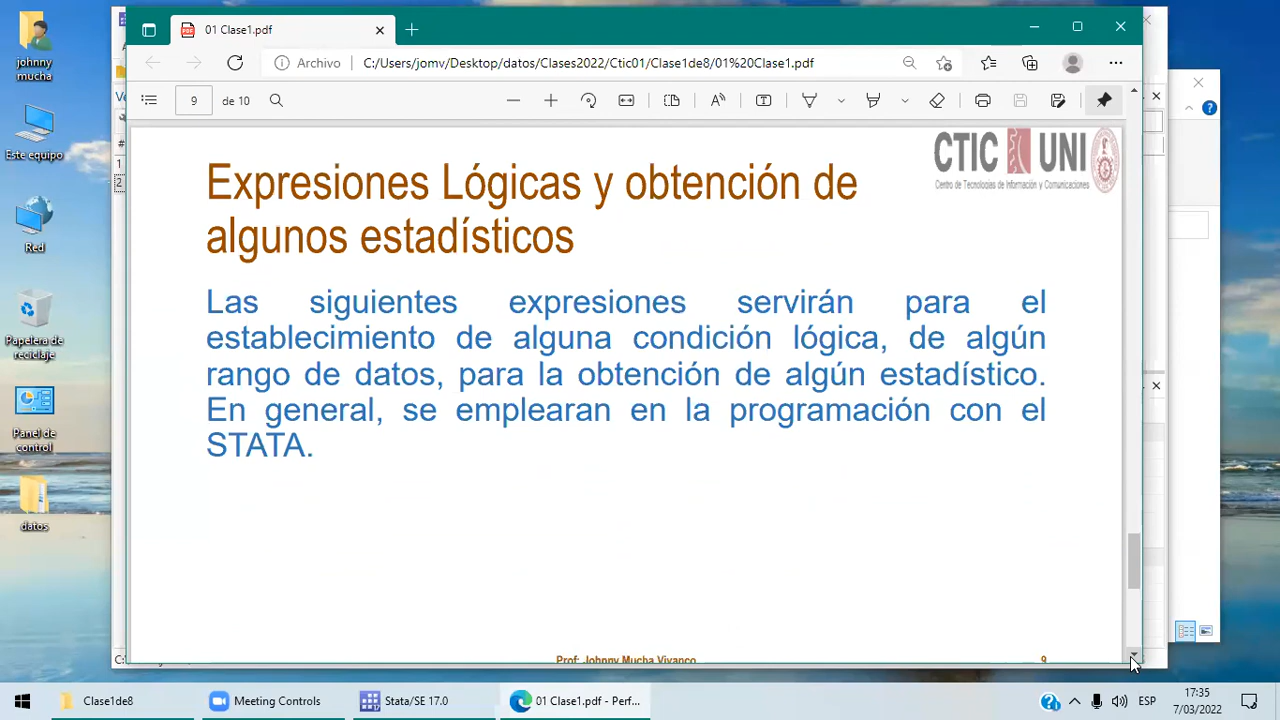 01 Clase1.pdf
Archivo
C:/Users/jomv/Desktop/datos/Clases2022/Ctic01/Clase1de8/01%20Clase1.pdf
9
de 10
CTIC UNI
Centro de Tecnologías de Información y Comunicaciones
Expresiones Lógicas y obtención de
algunos estadísticos
Las siguientes expresiones servirán para el
establecimiento de alguna condición lógica, de algún
rango de datos, para la obtención de algún estadístico.
En general, se emplearan en la programación con el
STATA.
Prof: Johnny Mucha Vivanco
9
johnny
mucha
Este equipo
Red
Papelera de
reciclaje
Panel de
control
datos
#
1
2
Clase1de8
Meeting Controls
Stata/SE 17.0
01 Clase1.pdf - Perf...
ESP
17:35
7/03/2022